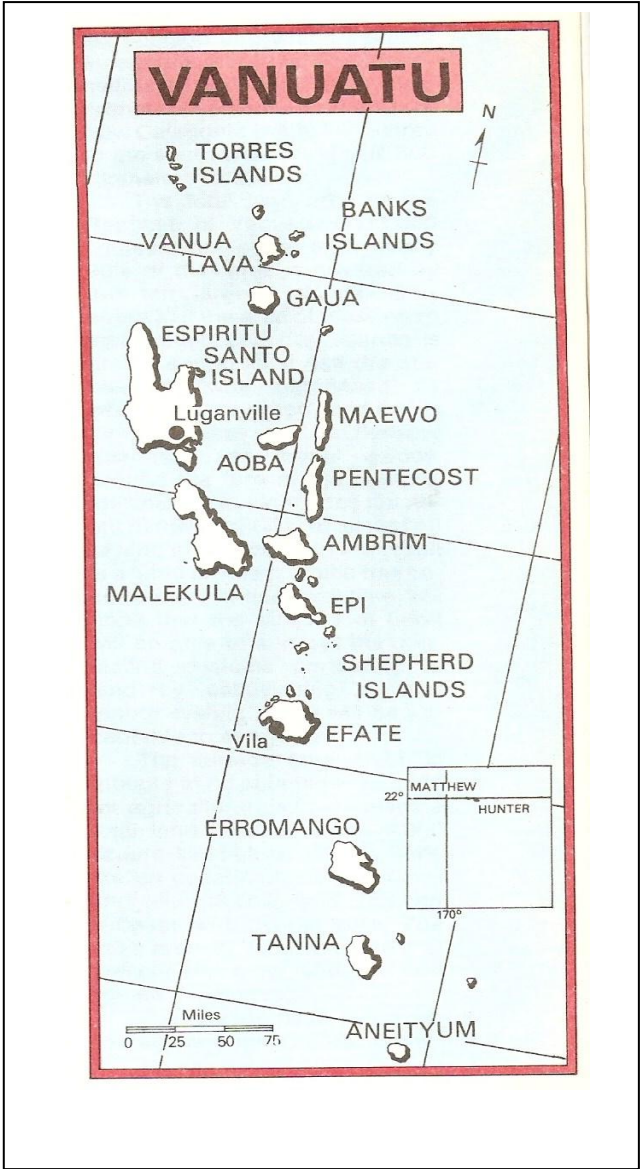 VANUATU
N
TORRES
ISLANDS
BANKS
ISLANDS
VANUA
LAVA
GAUA
ESPIRITU
SANTO
ISLAND
Luganville
MAEWO
AOBA
PENTECOST
AMBRIM
MALEKULA
EPI
SHEPHERD
ISLANDS
Vila
EFATE
MATTHEW
22°
HUNTER
170°
ERROMANGO
TANNA
Miles
0 25 50 75
ANEITYUM